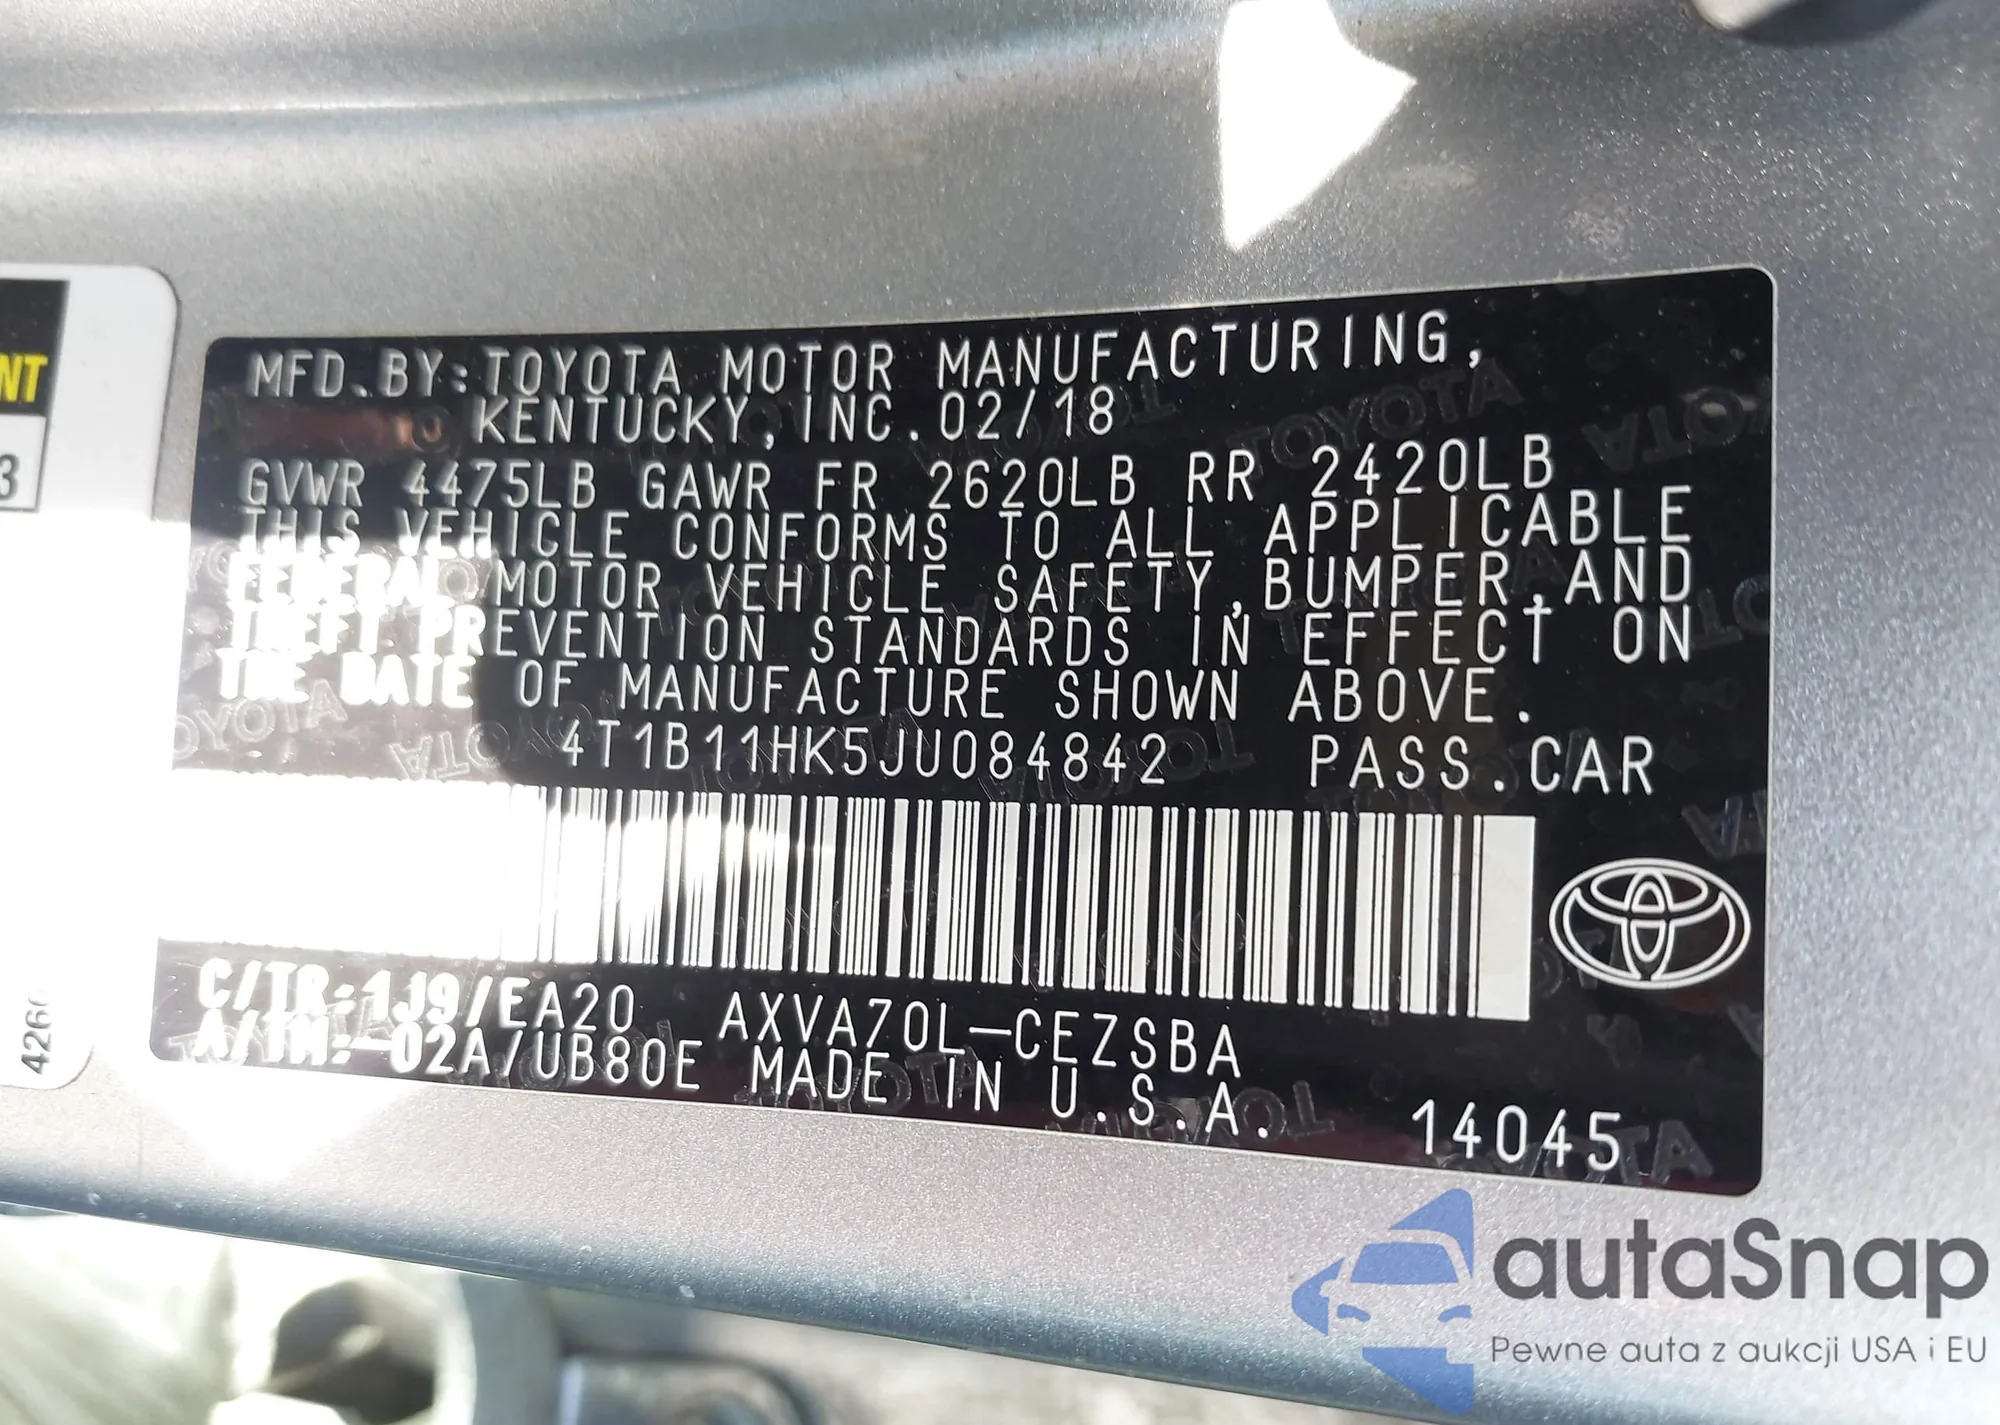 NT
3
4260
MFD. BY: TOYOTA MOTOR MANUFACTURING,
KENTUCKY, INC. 02/18
GVWR 4475LB GAWR FR 2620LB RR 2420LB
THIS VEHICLE CONFORMS TO ALL APPLICABLE
FEDERAL MOTOR VEHICLE SAFETY, BUMPER, AND
THEFT PREVENTION STANDARDS IN EFFECT ON
THE DATE OF MANUFACTURE SHOWN ABOVE.
4T1B11HK5JU084842 PASS.CAR
C/TR:1J9/EA20 AXVA70L-CEZSBA
A/TM:-02A/UB80E MADE IN U.S.A.
14045
autaSnap
Pewne auta z aukcji USA i EU